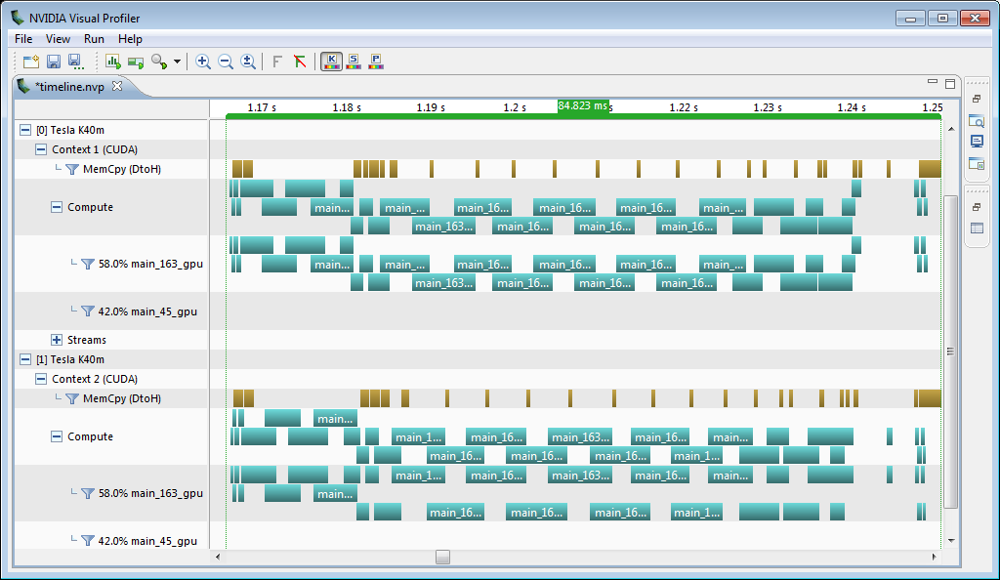 NVIDIA Visual Profiler
File View Run Help
K S P
*timeline.nvp
1.17 s 1.18 s 1.19 s 1.2 s 84.823 ms s 1.22 s 1.23 s 1.24 s 1.25
[0] Tesla K40m
Context 1 (CUDA)
MemCpy (DtoH)
Compute
main... main_... main_16... main_16... main_16... main_...
main_163... main_16... main_16... main_16...
58.0% main_163_gpu
main... main_... main_16... main_16... main_16... main_...
main_163... main_16... main_16... main_16...
42.0% main_45_gpu
Streams
[1] Tesla K40m
Context 2 (CUDA)
MemCpy (DtoH)
main...
Compute
main_1... main_16... main_163... main_16... main...
main_16... main_16... main_16... main_1...
main_1... main_16... main_163... main_16... main...
58.0% main_163_gpu
main...
main_16... main_16... main_16... main_1...
42.0% main_45_gpu